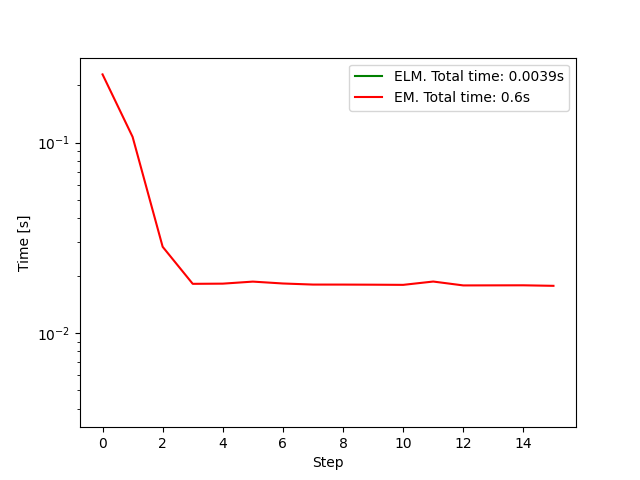 ELM. Total time: 0.0039s
EM. Total time: 0.6s
10⁻¹
10⁻²
Time [s]
0 2 4 6 8 10 12 14
Step